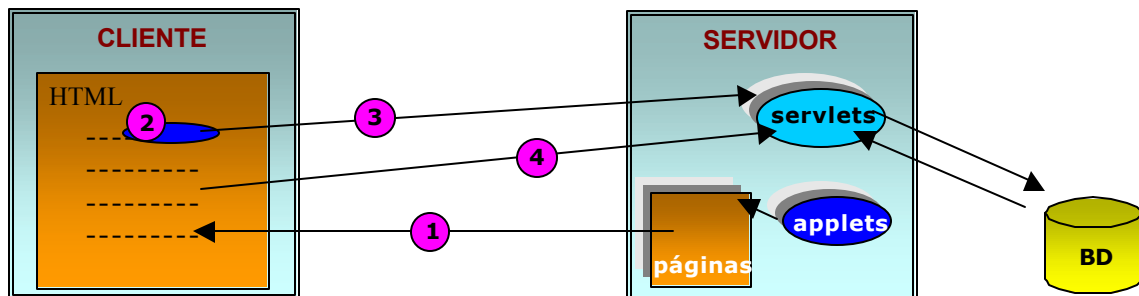 CLIENTE
HTML
2
3
4
1
SERVIDOR
servlets
applets
páginas
BD